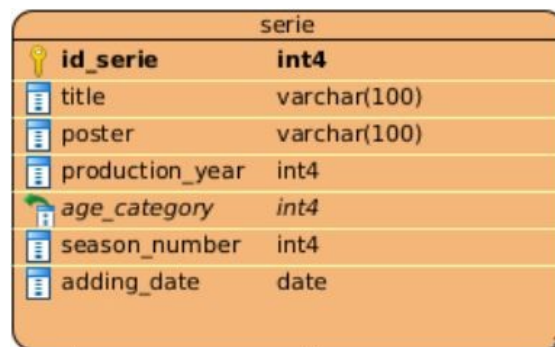 serie
id_serie int4
title varchar(100)
poster varchar(100)
production_year int4
age_category int4
season_number int4
adding_date date